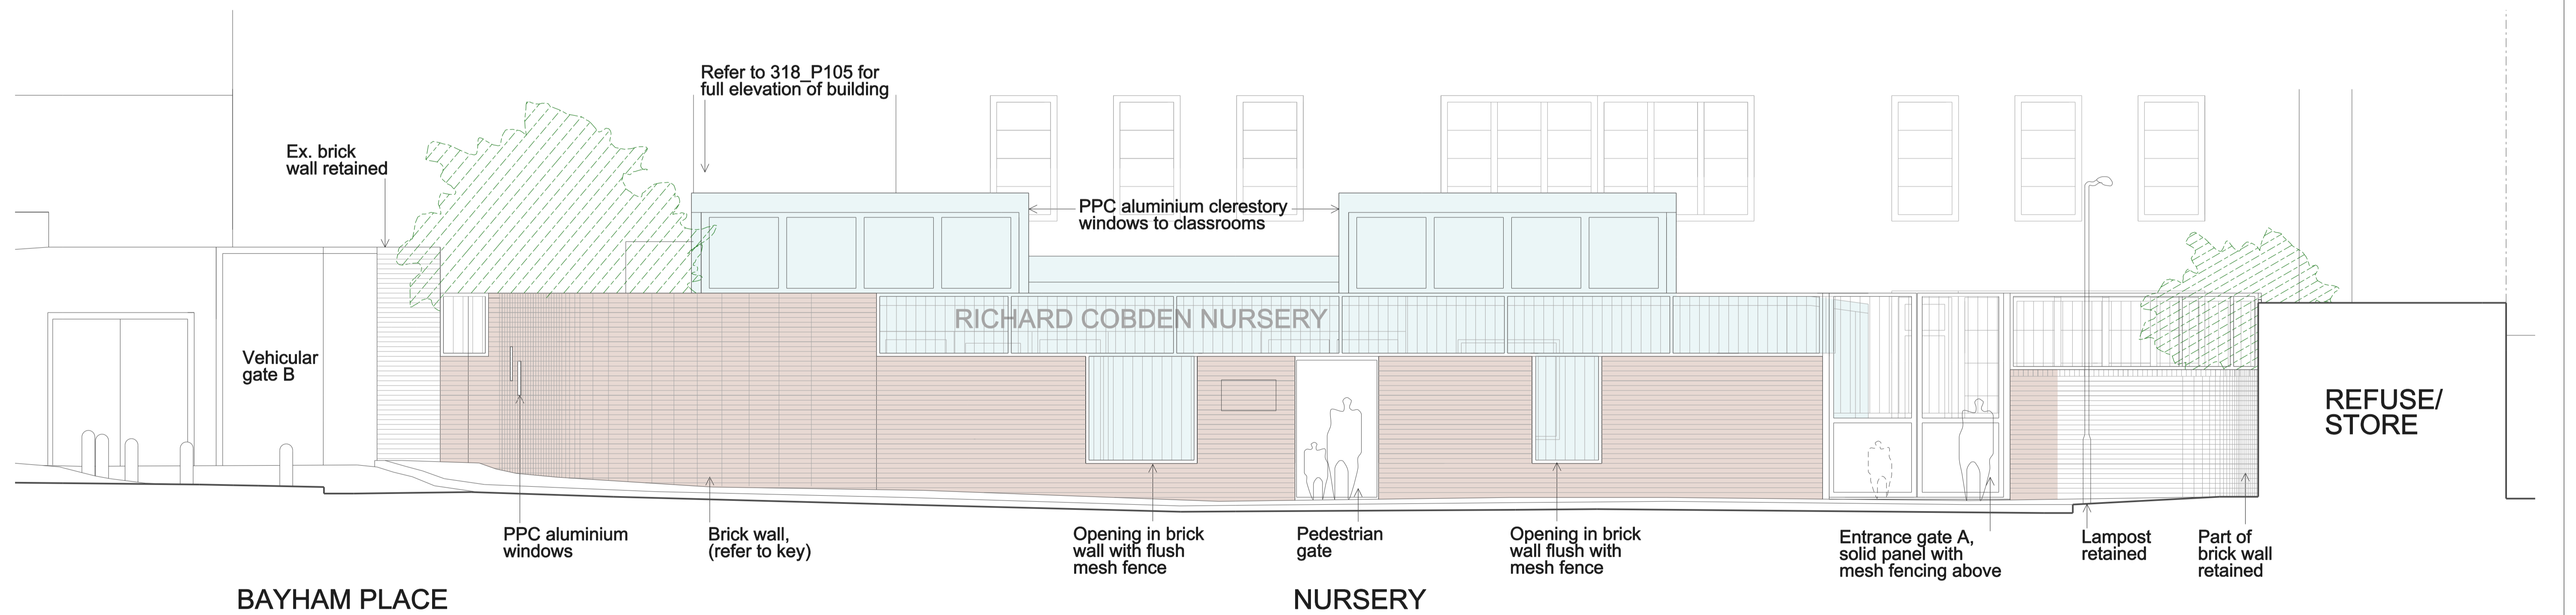 Refer to 318_P105 for
full elevation of building
Ex. brick
wall retained
PPC aluminium clerestory
windows to classrooms
RICHARD COBDEN NURSERY
Vehicular
gate B
REFUSE/
STORE
PPC aluminium
windows
Brick wall,
(refer to key)
Opening in brick
wall with flush
mesh fence
Pedestrian
gate
Opening in brick
wall flush with
mesh fence
Entrance gate A,
solid panel with
mesh fencing above
Lampost
retained
Part of
brick wall
retained
BAYHAM PLACE
NURSERY